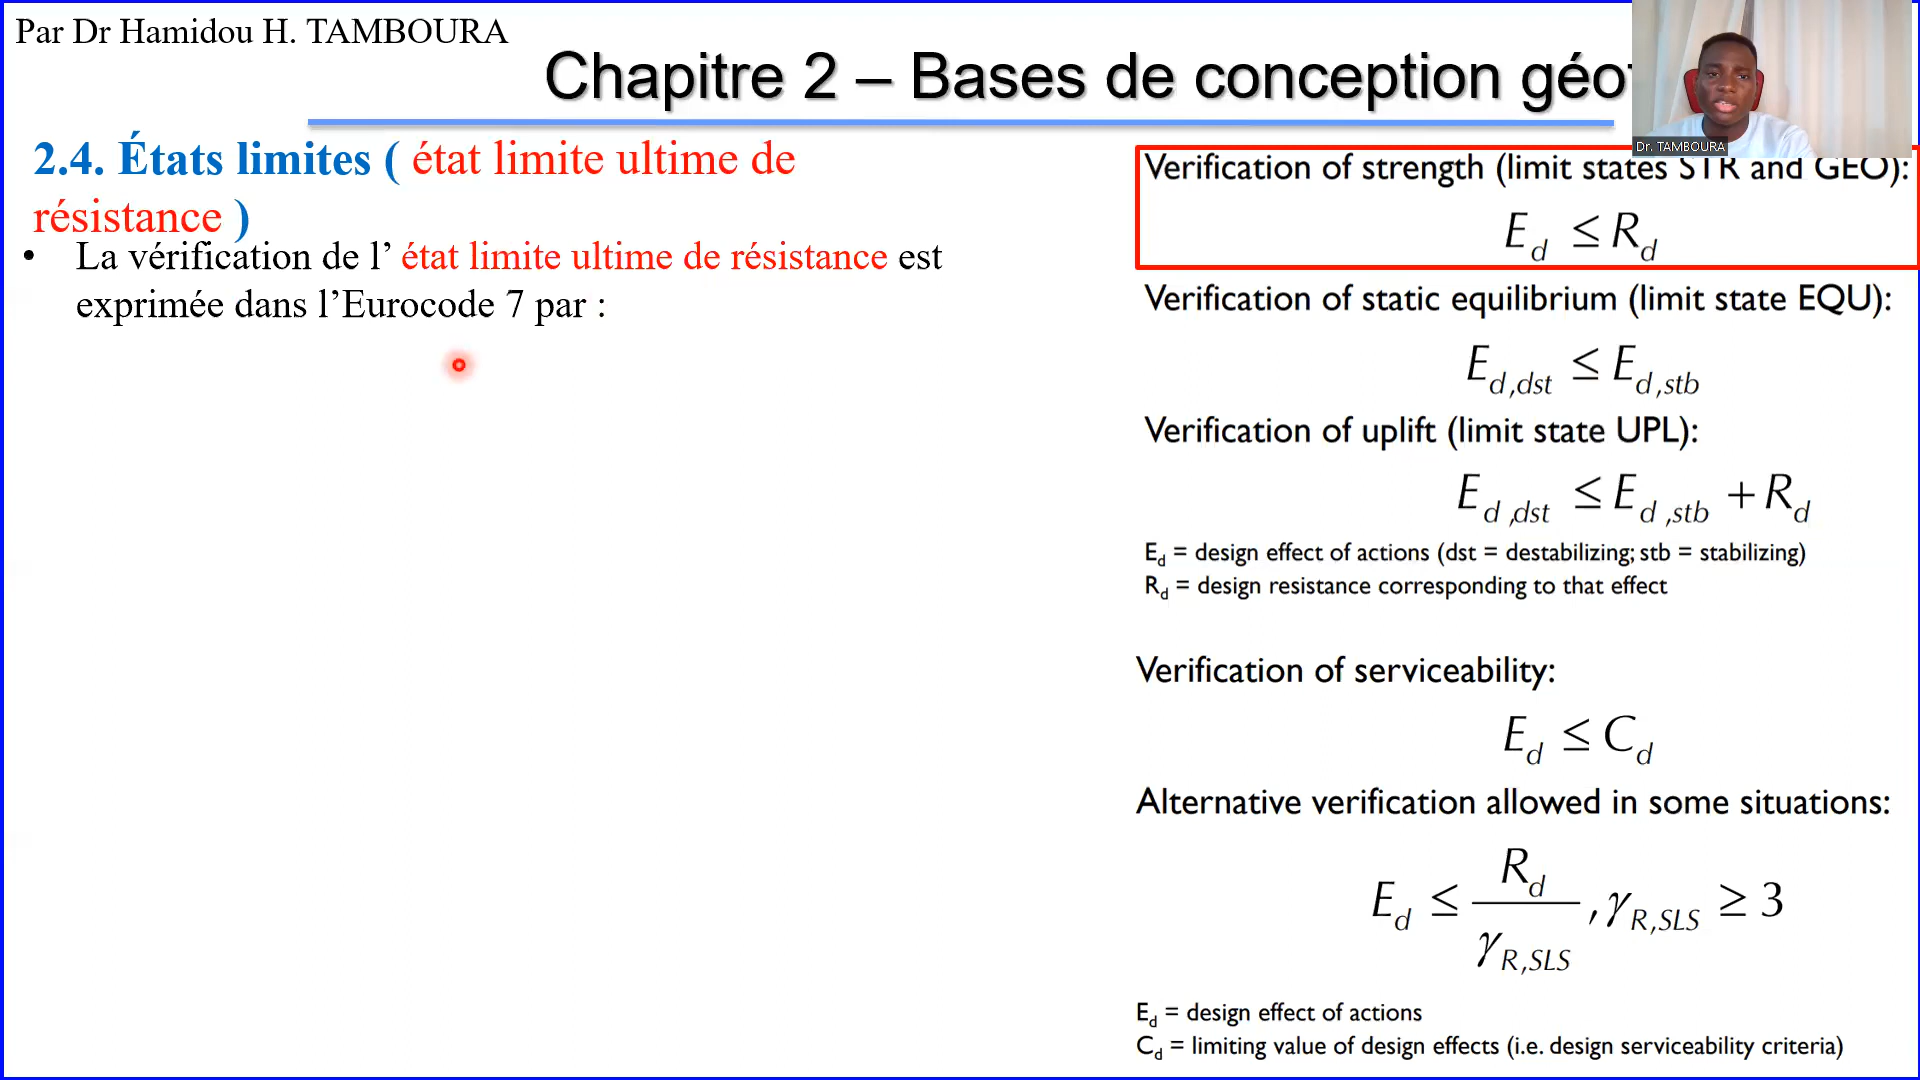 Par Dr Hamidou H. TAMBOURA
Chapitre 2 – Bases de conception
Dr. TAMBOURA
2.4. États limites ( état limite ultime de
résistance )
• La vérification de l’ état limite ultime de résistance est
exprimée dans l’Eurocode 7 par :
Verification of strength (limit states STR and GEO):
E_d ≤ R_d
Verification of static equilibrium (limit state EQU):
E_d,dst ≤ E_d,stb
Verification of uplift (limit state UPL):
E_d,dst ≤ E_d,stb + R_d
E_d = design effect of actions (dst = destabilizing; stb = stabilizing)
R_d = design resistance corresponding to that effect
Verification of serviceability:
E_d ≤ C_d
Alternative verification allowed in some situations:
E_d ≤ R_d / γ_R,SLS , γ_R,SLS ≥ 3
E_d = design effect of actions
C_d = limiting value of design effects (i.e. design serviceability criteria)